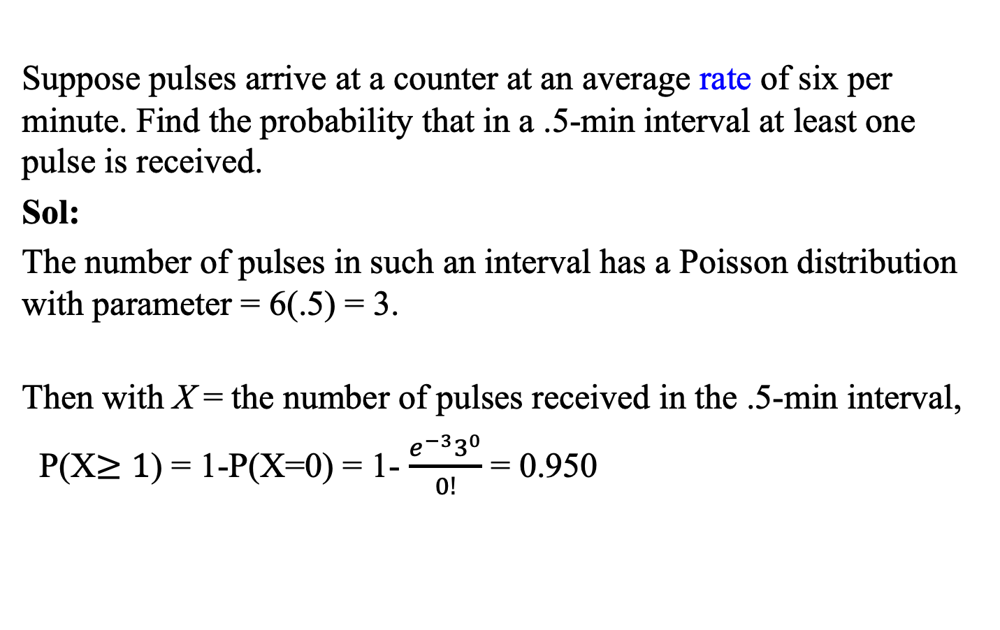 Suppose pulses arrive at a counter at an average rate of six per
minute. Find the probability that in a .5-min interval at least one
pulse is received.
Sol:
The number of pulses in such an interval has a Poisson distribution
with parameter = 6(.5) = 3.
Then with X = the number of pulses received in the .5-min interval,
P(X≥ 1) = 1-P(X=0) = 1- \frac{e^{-3}3^{0}}{0!} = 0.950